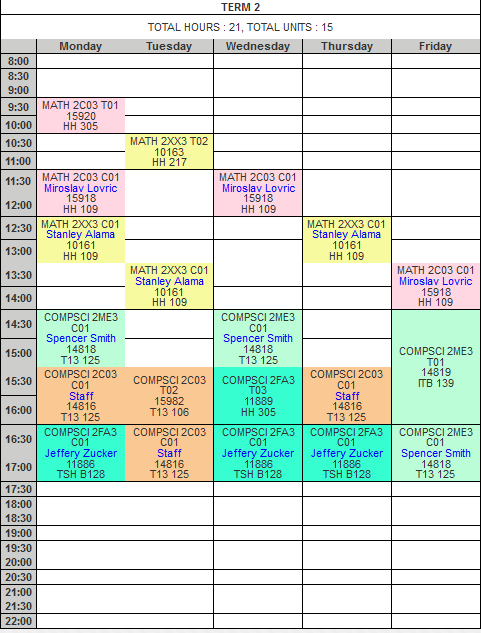 TERM 2
TOTAL HOURS : 21, TOTAL UNITS : 15
Monday Tuesday Wednesday Thursday Friday
8:00
8:30
9:00
9:30
10:00
MATH 2C03 T01
15920
HH 305
10:30
11:00
MATH 2XX3 T02
10163
HH 217
11:30
12:00
MATH 2C03 C01
Miroslav Lovric
15918
HH 109
MATH 2C03 C01
Miroslav Lovric
15918
HH 109
12:30
13:00
MATH 2XX3 C01
Stanley Alama
10161
HH 109
MATH 2XX3 C01
Stanley Alama
10161
HH 109
13:30
14:00
MATH 2XX3 C01
Stanley Alama
10161
HH 109
MATH 2C03 C01
Miroslav Lovric
15918
HH 109
14:30
15:00
COMPSCI 2ME3
C01
Spencer Smith
14818
T13 125
COMPSCI 2ME3
C01
Spencer Smith
14818
T13 125
COMPSCI 2ME3
T01
14819
ITB 139
15:30
16:00
COMPSCI 2C03
C01
Staff
14816
T13 125
COMPSCI 2C03
T02
15982
T13 106
COMPSCI 2FA3
T03
11889
HH 305
COMPSCI 2C03
C01
Staff
14816
T13 125
16:30
17:00
COMPSCI 2FA3
C01
Jeffery Zucker
11886
TSH B128
COMPSCI 2C03
C01
Staff
14816
T13 125
COMPSCI 2FA3
C01
Jeffery Zucker
11886
TSH B128
COMPSCI 2FA3
C01
Jeffery Zucker
11886
TSH B128
COMPSCI 2ME3
C01
Spencer Smith
14818
T13 125
17:30
18:00
18:30
19:00
19:30
20:00
20:30
21:00
21:30
22:00